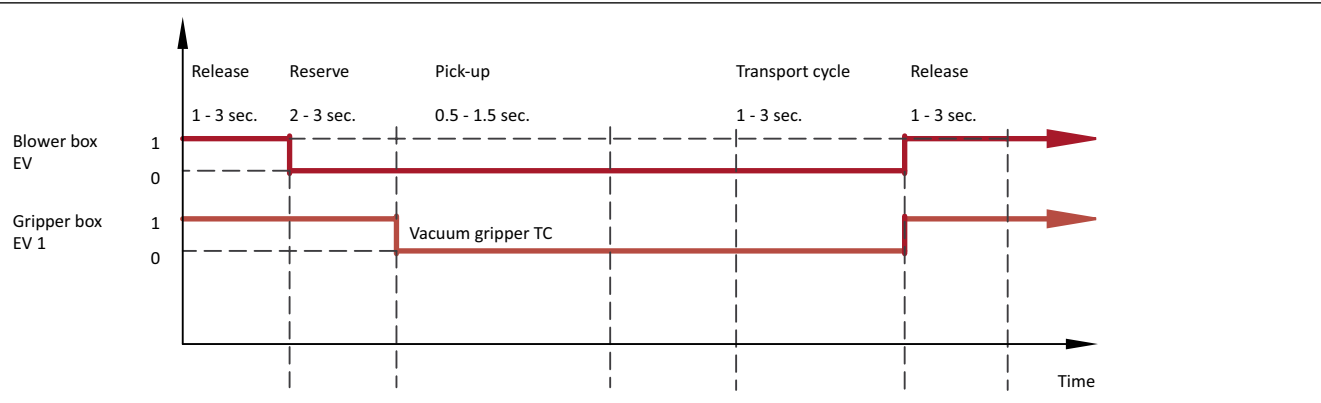 Release Reserve Pick-up Transport cycle Release
1 - 3 sec. 2 - 3 sec. 0.5 - 1.5 sec. 1 - 3 sec. 1 - 3 sec.
Blower box 1
EV
0
Gripper box 1
EV 1
Vacuum gripper TC
0
Time